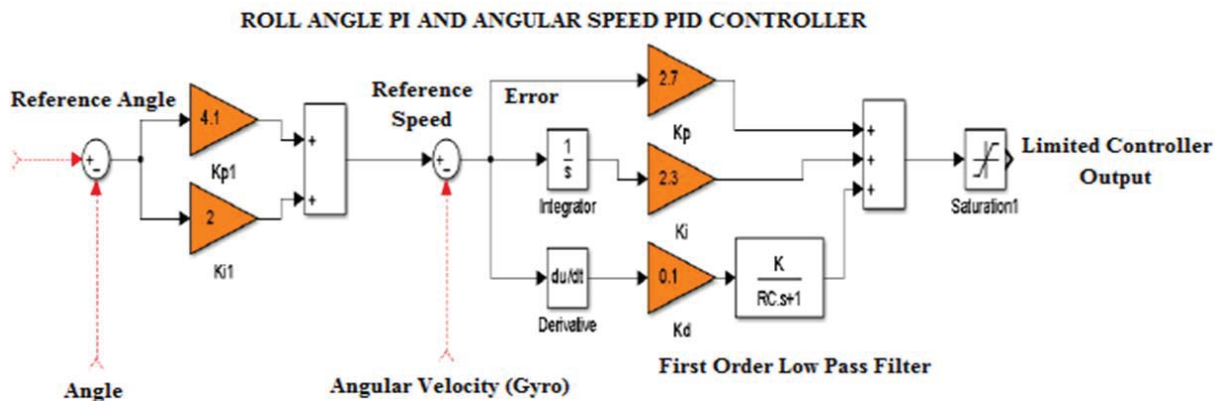 ROLL ANGLE PI AND ANGULAR SPEED PID CONTROLLER
Reference Angle
4.1
Kp1
2
Ki1
Reference
Speed
Error
2.7
Kp
1
s
Integrator
2.3
Ki
du/dt
Derivative
0.1
Kd
K
RC.s+1
First Order Low Pass Filter
Saturation1
Limited Controller
Output
Angle
Angular Velocity (Gyro)